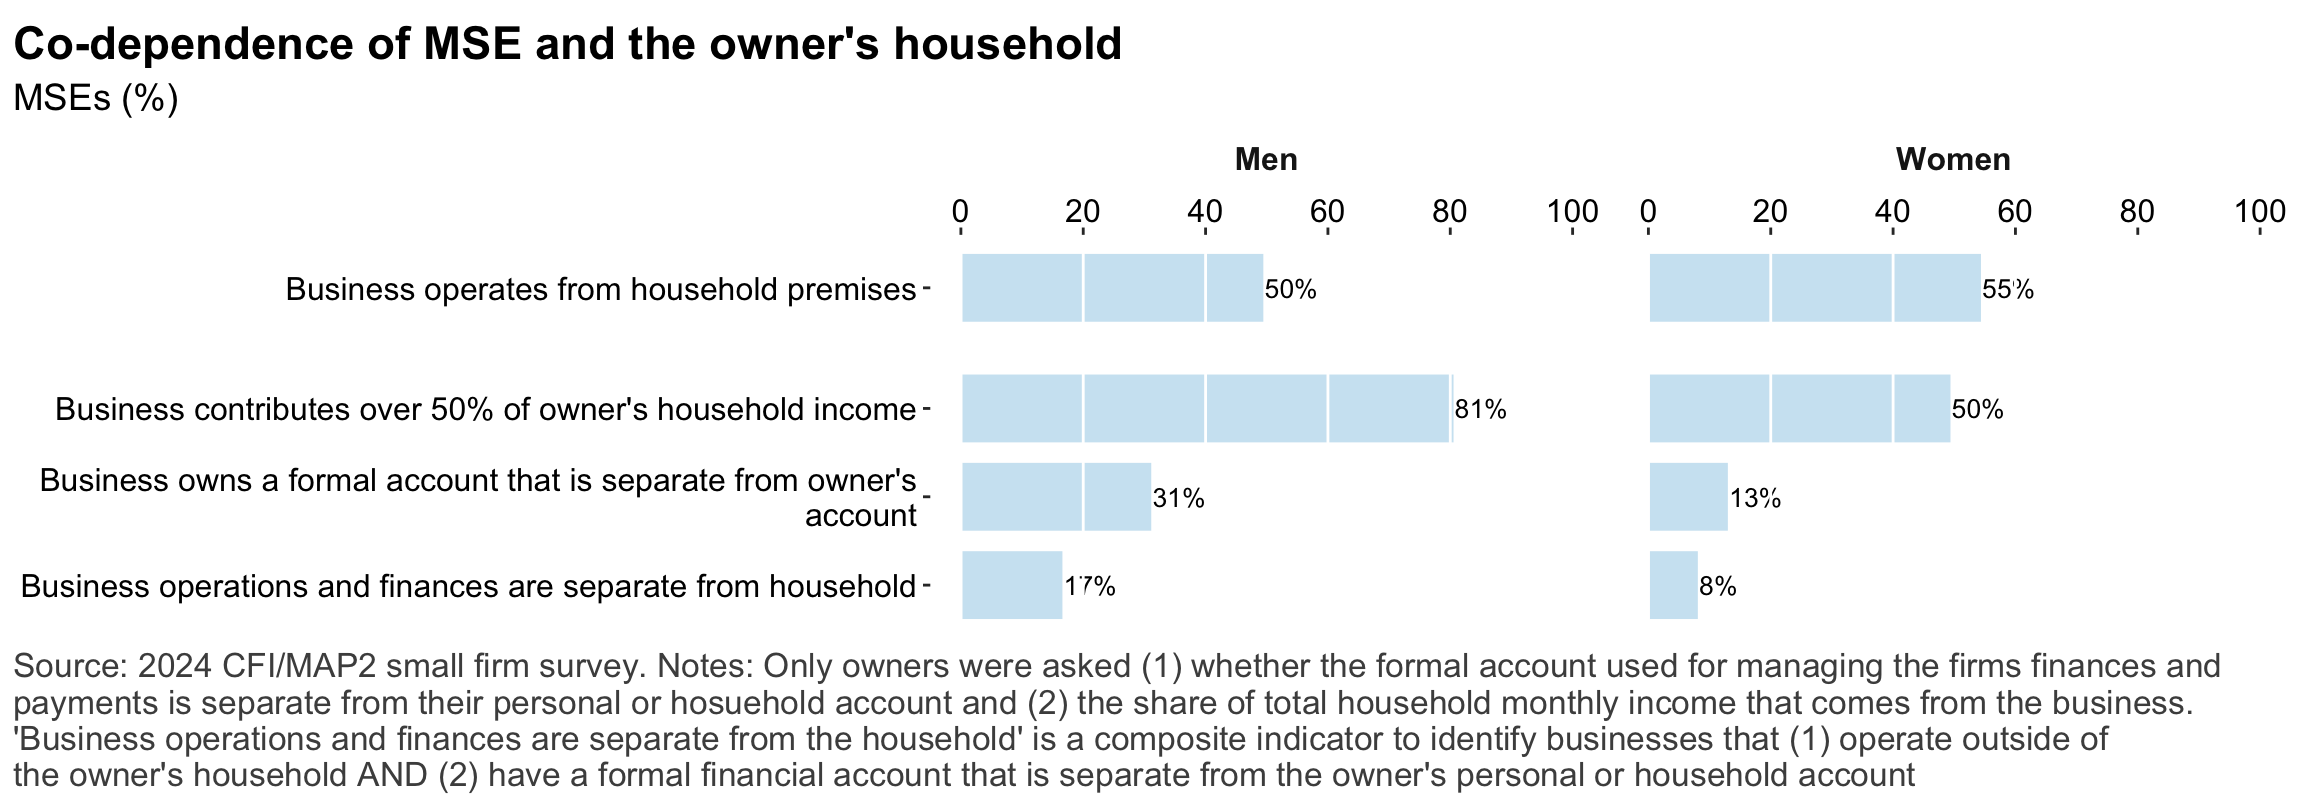 Co-dependence of MSE and the owner's household
MSEs (%)
Men
Women
0 20 40 60 80 100
0 20 40 60 80 100
Business operates from household premises
50%
55%
Business contributes over 50% of owner's household income
81%
50%
Business owns a formal account that is separate from owner's
account
31%
13%
Business operations and finances are separate from household
17%
8%
Source: 2024 CFI/MAP2 small firm survey. Notes: Only owners were asked (1) whether the formal account used for managing the firms finances and
payments is separate from their personal or hosuehold account and (2) the share of total household monthly income that comes from the business.
'Business operations and finances are separate from the household' is a composite indicator to identify businesses that (1) operate outside of
the owner's household AND (2) have a formal financial account that is separate from the owner's personal or household account